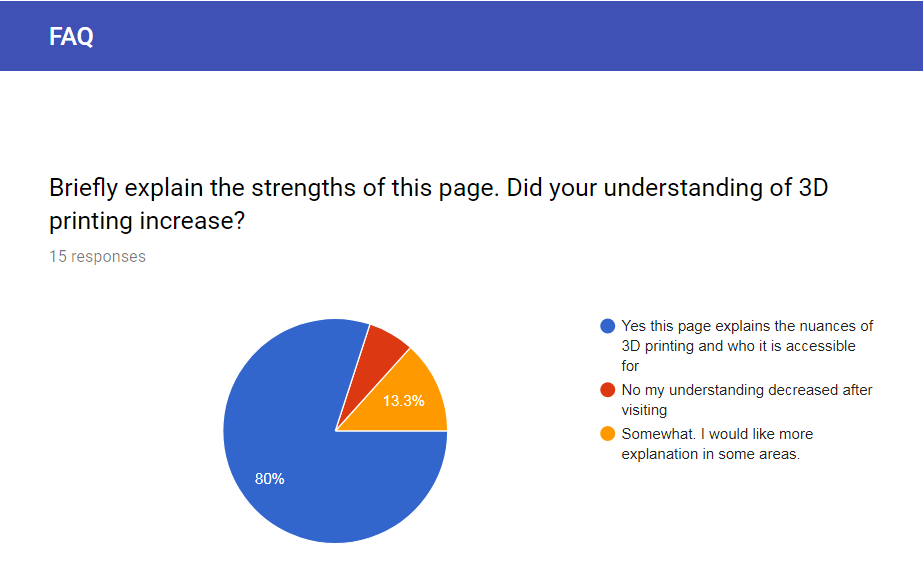 FAQ
Briefly explain the strengths of this page. Did your understanding of 3D
printing increase?
15 responses
13.3%
80%
Yes this page explains the nuances of
3D printing and who it is accessible
for
No my understanding decreased after
visiting
Somewhat. I would like more
explanation in some areas.